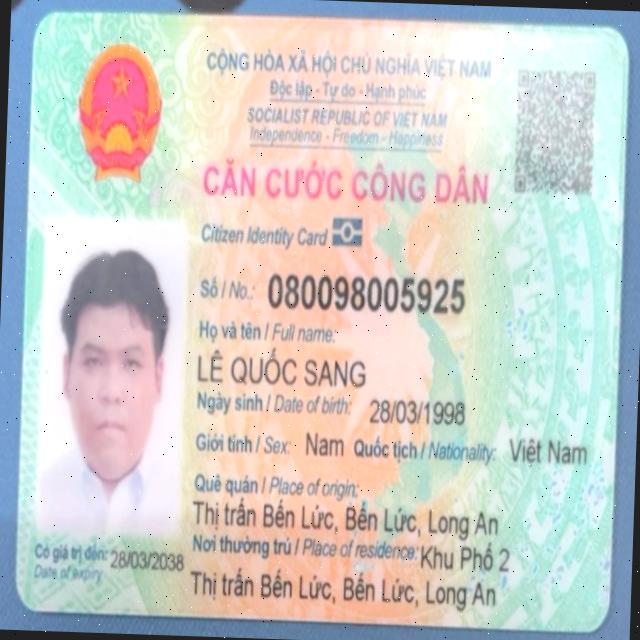 CỘNG HÒA XÃ HỘI CHỦ NGHĨA VIỆT NAM
Độc lập - Tự do - Hạnh phúc
SOCIALIST REPUBLIC OF VIET NAM
Independence - Freedom - Happiness
CĂN CƯỚC CÔNG DÂN
Citizen Identity Card
Số / No.: 080098005925
Họ và tên / Full name:
LÊ QUỐC SANG
Ngày sinh / Date of birth: 28/03/1998
Giới tính / Sex: Nam Quốc tịch / Nationality: Việt Nam
Quê quán / Place of origin:
Thị trấn Bến Lức, Bến Lức, Long An
Nơi thường trú / Place of residence: Khu Phố 2
Thị trấn Bến Lức, Bến Lức, Long An
Có giá trị đến: 28/03/2038
Date of expiry